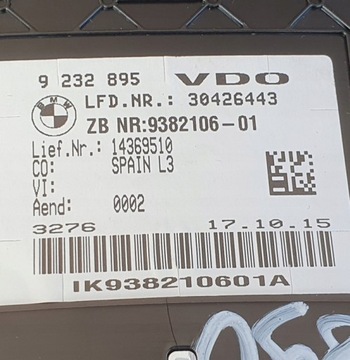 9 232 895 VDO
BMW LFD.NR.: 30426443
ZB NR:9382106-01
Lief.Nr.: 14369510
CO: SPAIN L3
VI:
Aend: 0002
3276 17.10.15
IK938210601A